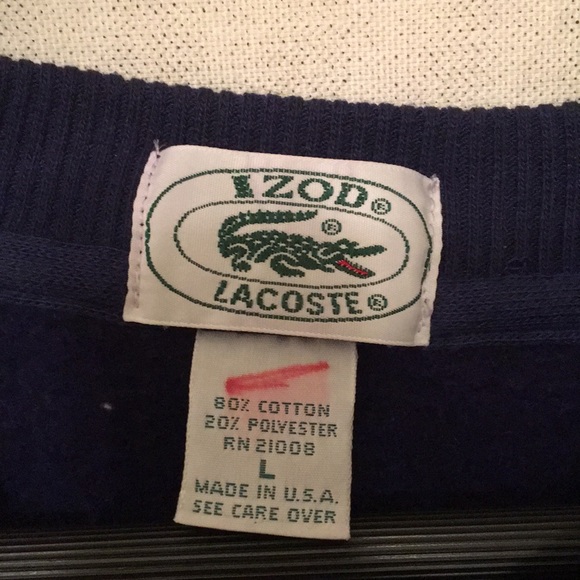 IZOD®
®
LACOSTE®
80% COTTON
20% POLYESTER
RN 21008
L
MADE IN U.S.A.
SEE CARE OVER